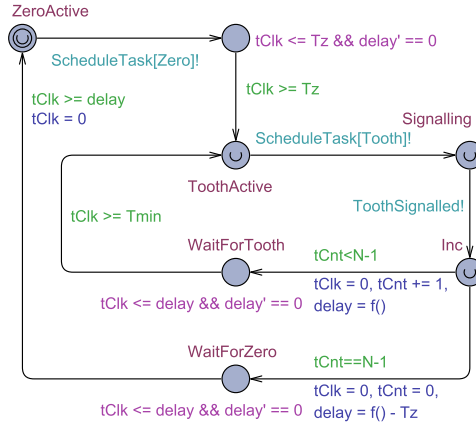 ZeroActive
tClk <= Tz && delay' == 0
ScheduleTask[Zero]!
tClk >= delay
tClk = 0
tClk >= Tz
Signalling
ScheduleTask[Tooth]!
ToothActive
ToothSignalled!
tClk >= Tmin
WaitForTooth
tCnt<N-1
Inc
tClk = 0, tCnt += 1,
delay = f()
tClk <= delay && delay' == 0
WaitForZero
tCnt==N-1
tClk = 0, tCnt = 0,
delay = f() - Tz
tClk <= delay && delay' == 0